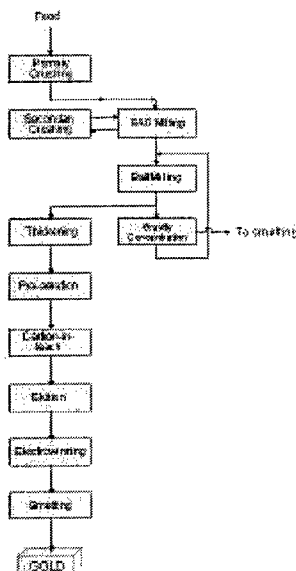 Feed
Primary
Crushing
Secondary
Crushing
SAG Milling
Ball Milling
Thickening
Gravity
Concentration
To smelting
Preoxidation
Carbon-in-
leach
Elution
Electrowinning
Smelting
GOLD